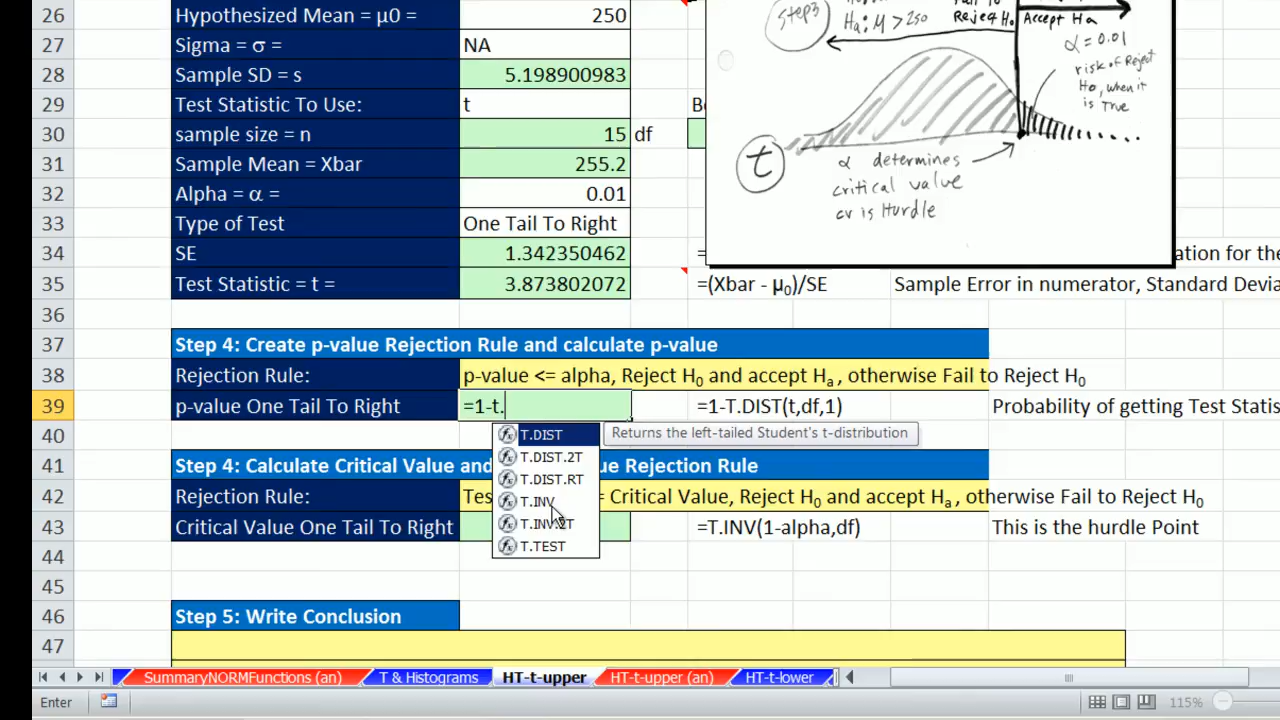 26 Hypothesized Mean = µ0 = 250
27 Sigma = σ = NA
28 Sample SD = s 5.198900983
29 Test Statistic To Use: t
30 sample size = n 15 df
31 Sample Mean = Xbar 255.2
32 Alpha = α = 0.01
33 Type of Test One Tail To Right
34 SE 1.342350462
35 Test Statistic = t = 3.873802072 =(Xbar - µ0)/SE Sample Error in numerator, Standard Devia
36
Step3
Ha: µ > 250
Reject Ho
Accept Ha
α = 0.01
risk of Reject
Ho, when it
is True
t
α determines
critical value
cv is Hurdle
ation for the
37 Step 4: Create p-value Rejection Rule and calculate p-value
38 Rejection Rule: p-value <= alpha, Reject H0 and accept Ha, otherwise Fail to Reject H0
39 p-value One Tail To Right =1-t. =1-T.DIST(t,df,1) Probability of getting Test Statis
T.DIST Returns the left-tailed Student's t-distribution
T.DIST.2T
T.DIST.RT
T.INV
T.INV.2T
T.TEST
40
41 Step 4: Calculate Critical Value and ue Rejection Rule
42 Rejection Rule: Tes = Critical Value, Reject H0 and accept Ha, otherwise Fail to Reject H0
43 Critical Value One Tail To Right =T.INV(1-alpha,df) This is the hurdle Point
44
45
46 Step 5: Write Conclusion
47
SummaryNORMFunctions (an) T & Histograms HT-t-upper HT-t-upper (an) HT-t-lower
Enter 115%